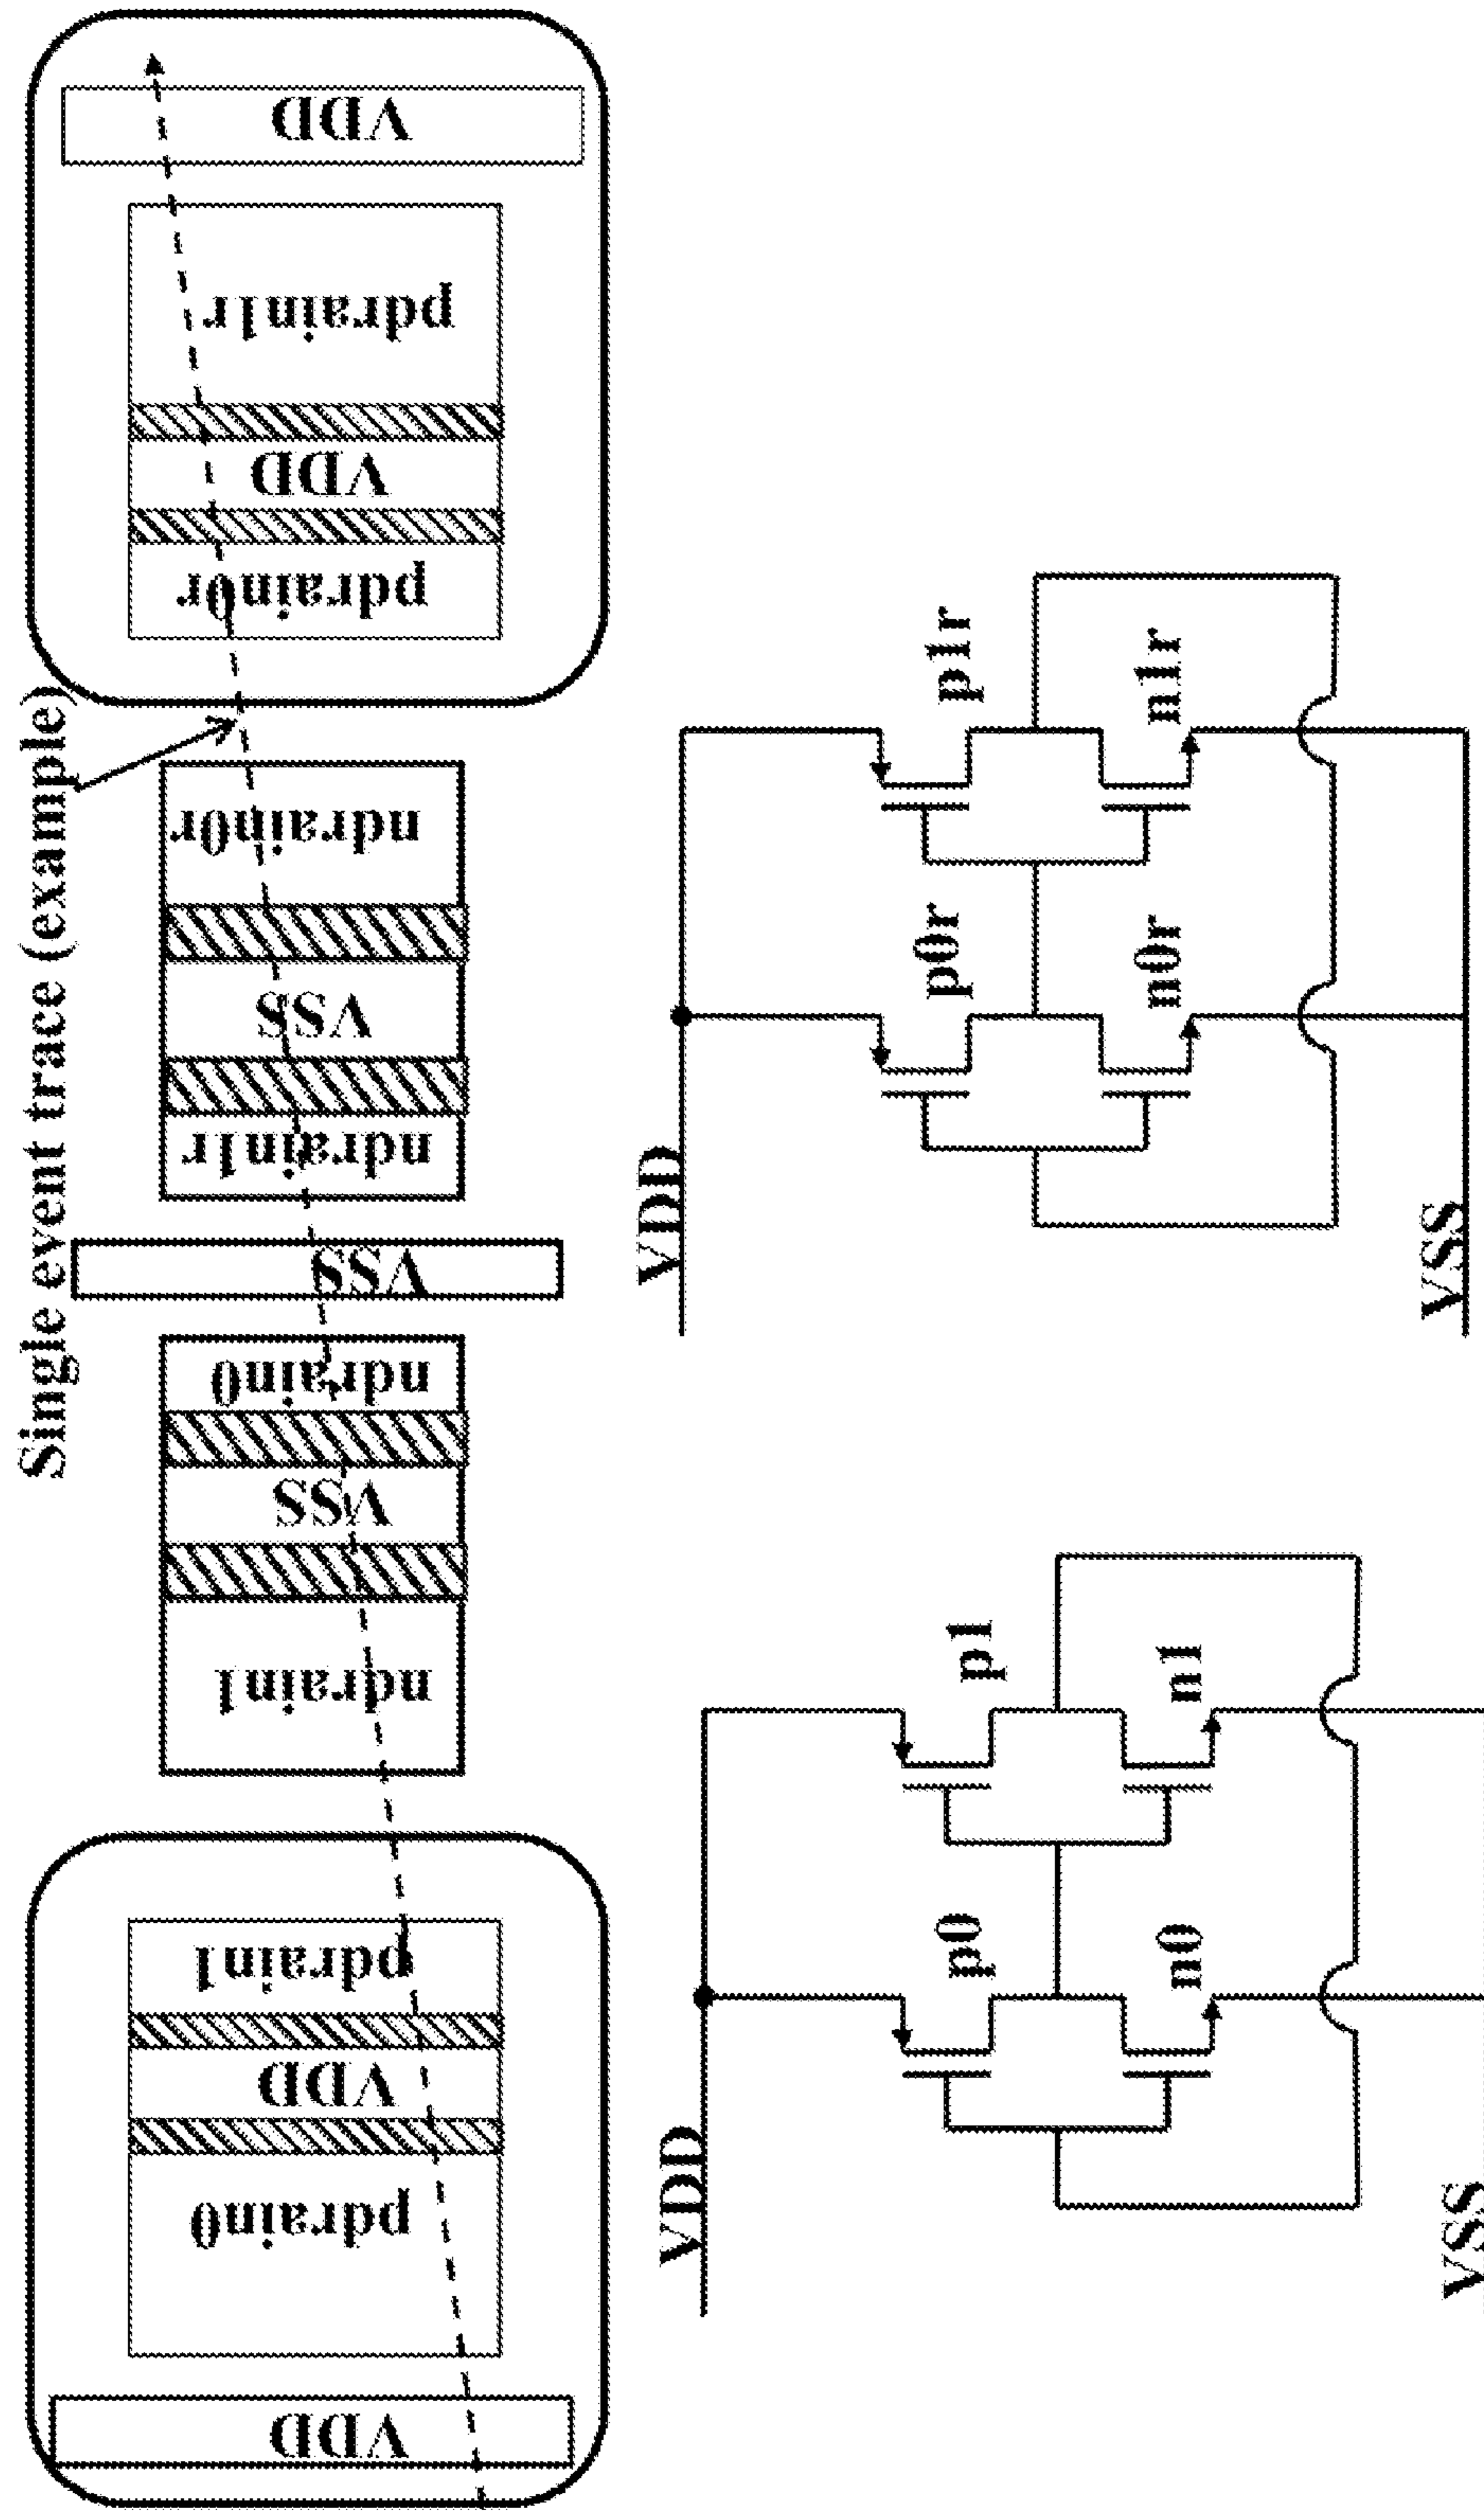 Single event trace (example)
VDD
pdrain0
VDD
pdrain1
ndrain1
VSS
ndrain0
VSS
ndrain1r
VSS
ndrain0r
pdrain0r
VDD
pdrain1r
VDD
VDD
p0
p1
n0
n1
VSS
VDD
p0r
p1r
n0r
n1r
VSS